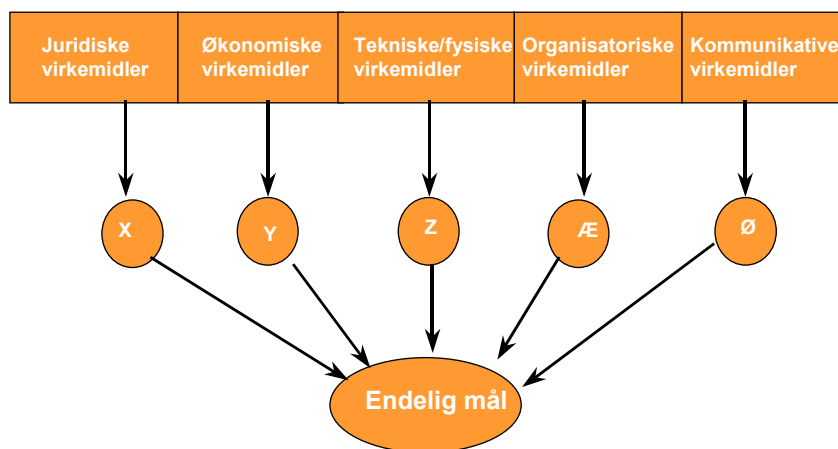 Juridiske
virkemidler
Økonomiske
virkemidler
Tekniske/fysiske
virkemidler
Organisatoriske
virkemidler
Kommunikative
virkemidler
X
Y
Z
Æ
Ø
Endelig mål